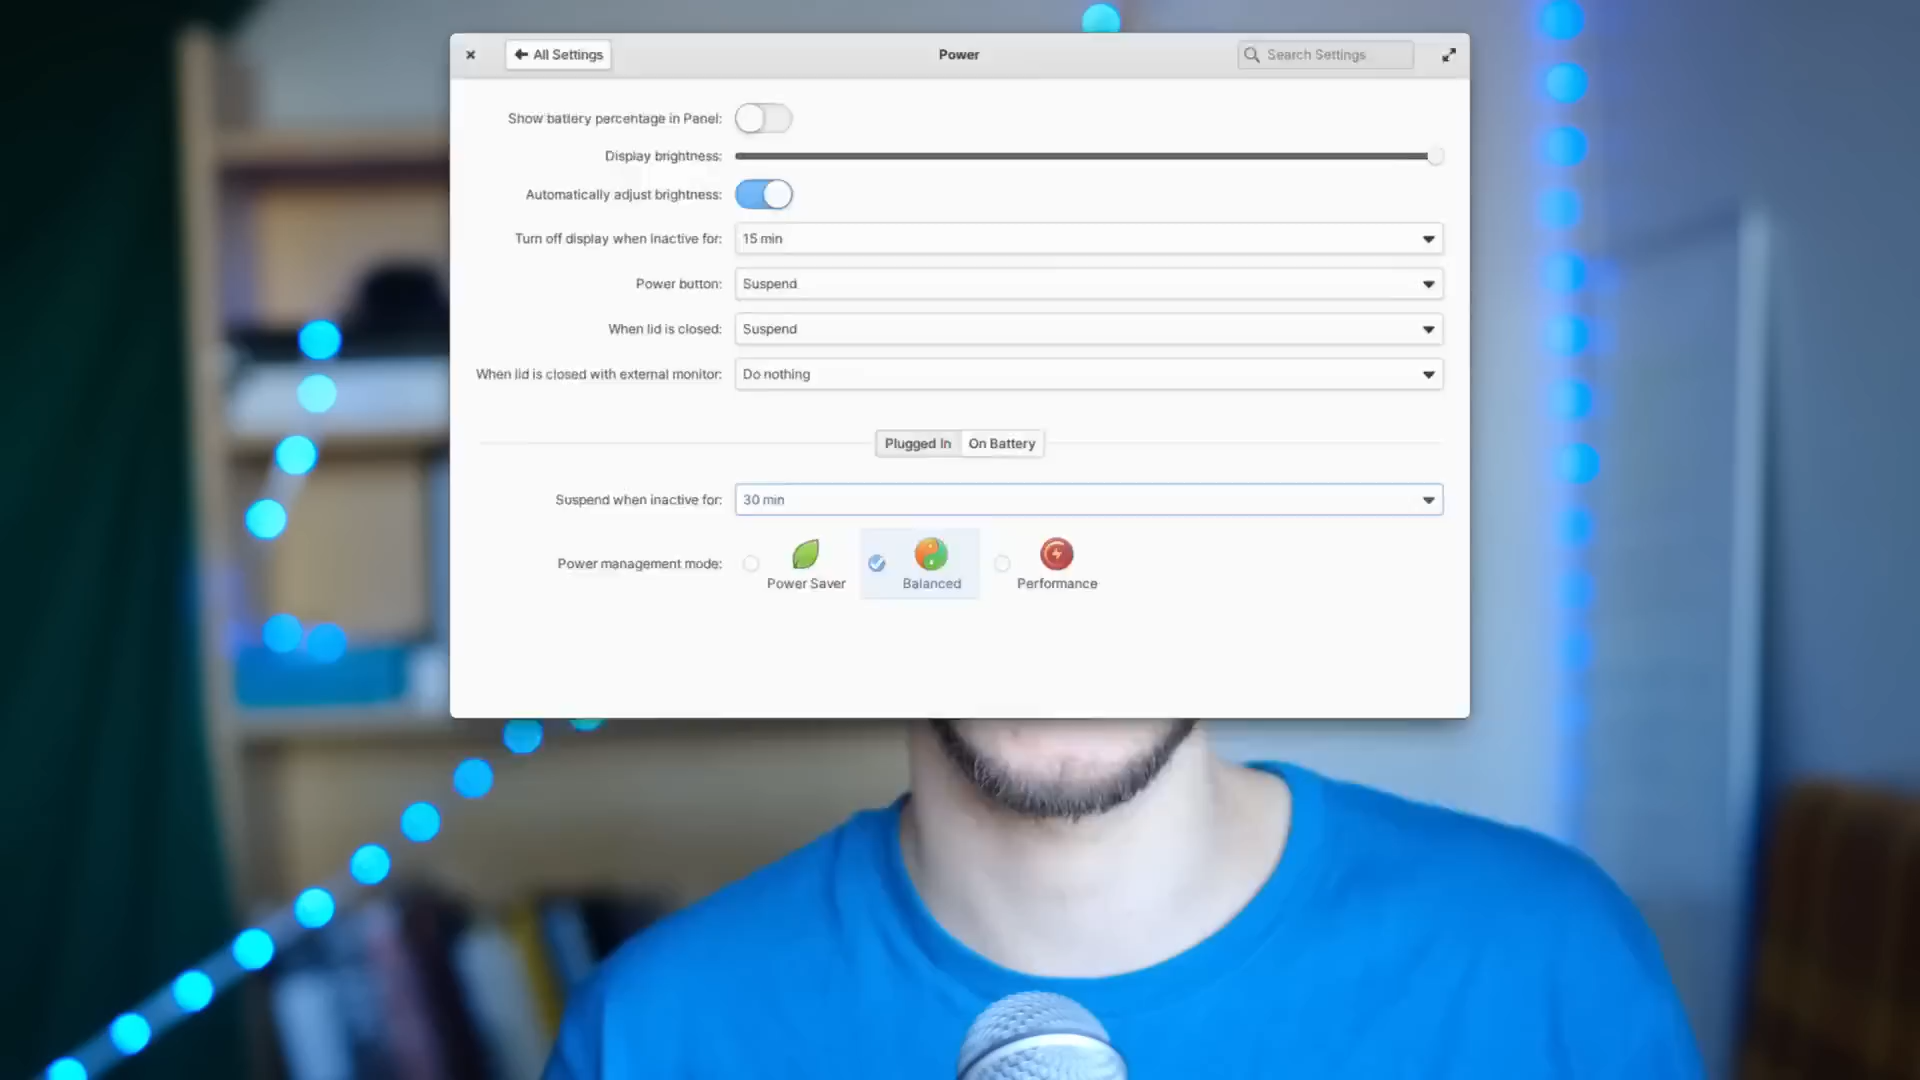 All Settings
Power
Search Settings
Show battery percentage in Panel:
Display brightness:
Automatically adjust brightness:
Turn off display when inactive for: 15 min
Power button: Suspend
When lid is closed: Suspend
When lid is closed with external monitor: Do nothing
Plugged In On Battery
Suspend when inactive for: 30 min
Power management mode: Power Saver Balanced Performance